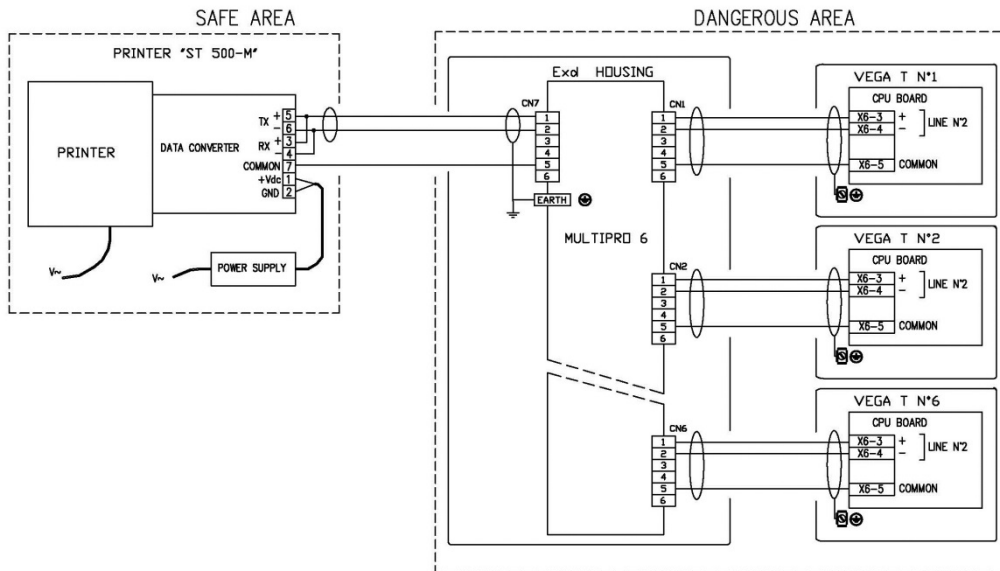 SAFE AREA
PRINTER "ST 500-M"
PRINTER
DATA CONVERTER
TX + 5
- 6
RX + 3
- 4
COMMON 7
+Vdc 1
GND 2
V~
V~
POWER SUPPLY
DANGEROUS AREA
Exd HOUSING
CN7
1
2
3
4
5
6
EARTH
MULTIPRO 6
CN1
1
2
3
4
5
6
CN2
1
2
3
4
5
6
CN6
1
2
3
4
5
6
VEGA T N°1
CPU BOARD
X6-3 +
X6-4 -
LINE N°2
X6-5 COMMON
VEGA T N°2
CPU BOARD
X6-3 +
X6-4 -
LINE N°2
X6-5 COMMON
VEGA T N°6
CPU BOARD
X6-3 +
X6-4 -
LINE N°2
X6-5 COMMON